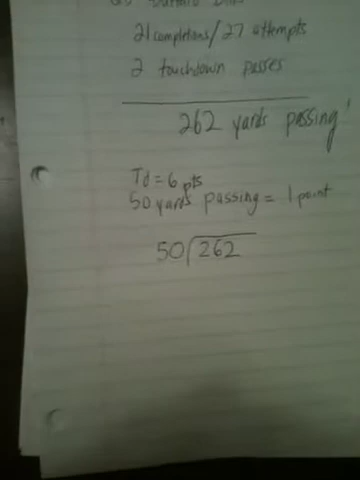 21 completions/27 attempts
2 touchdown passes
262 yards passing
Td = 6 pts
50 yards passing = 1 point
50 262